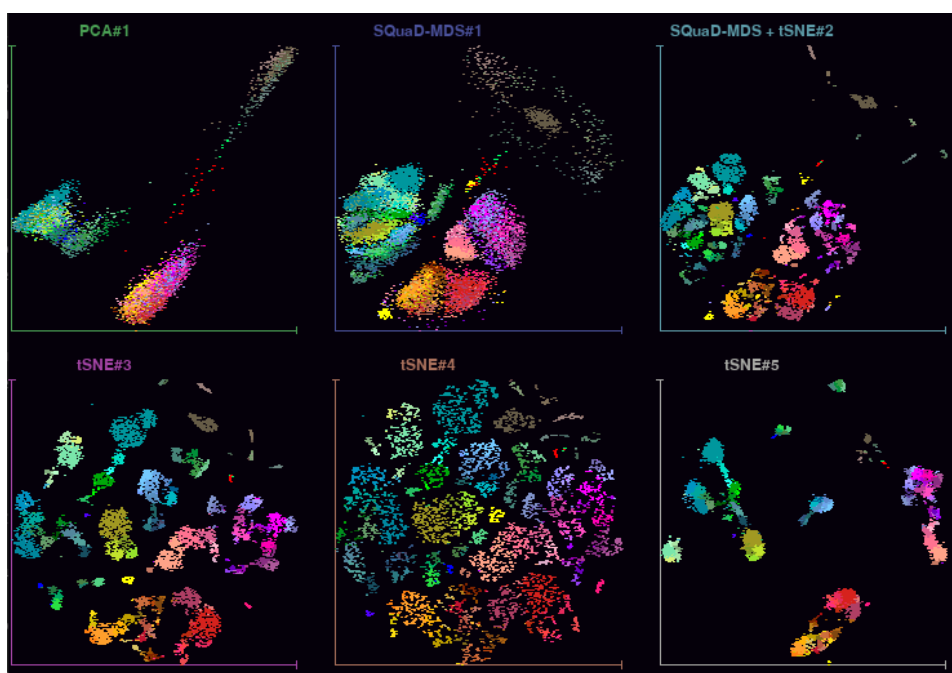 PCA#1
SQuaD-MDS#1
SQuaD-MDS + tSNE#2
tSNE#3
tSNE#4
tSNE#5